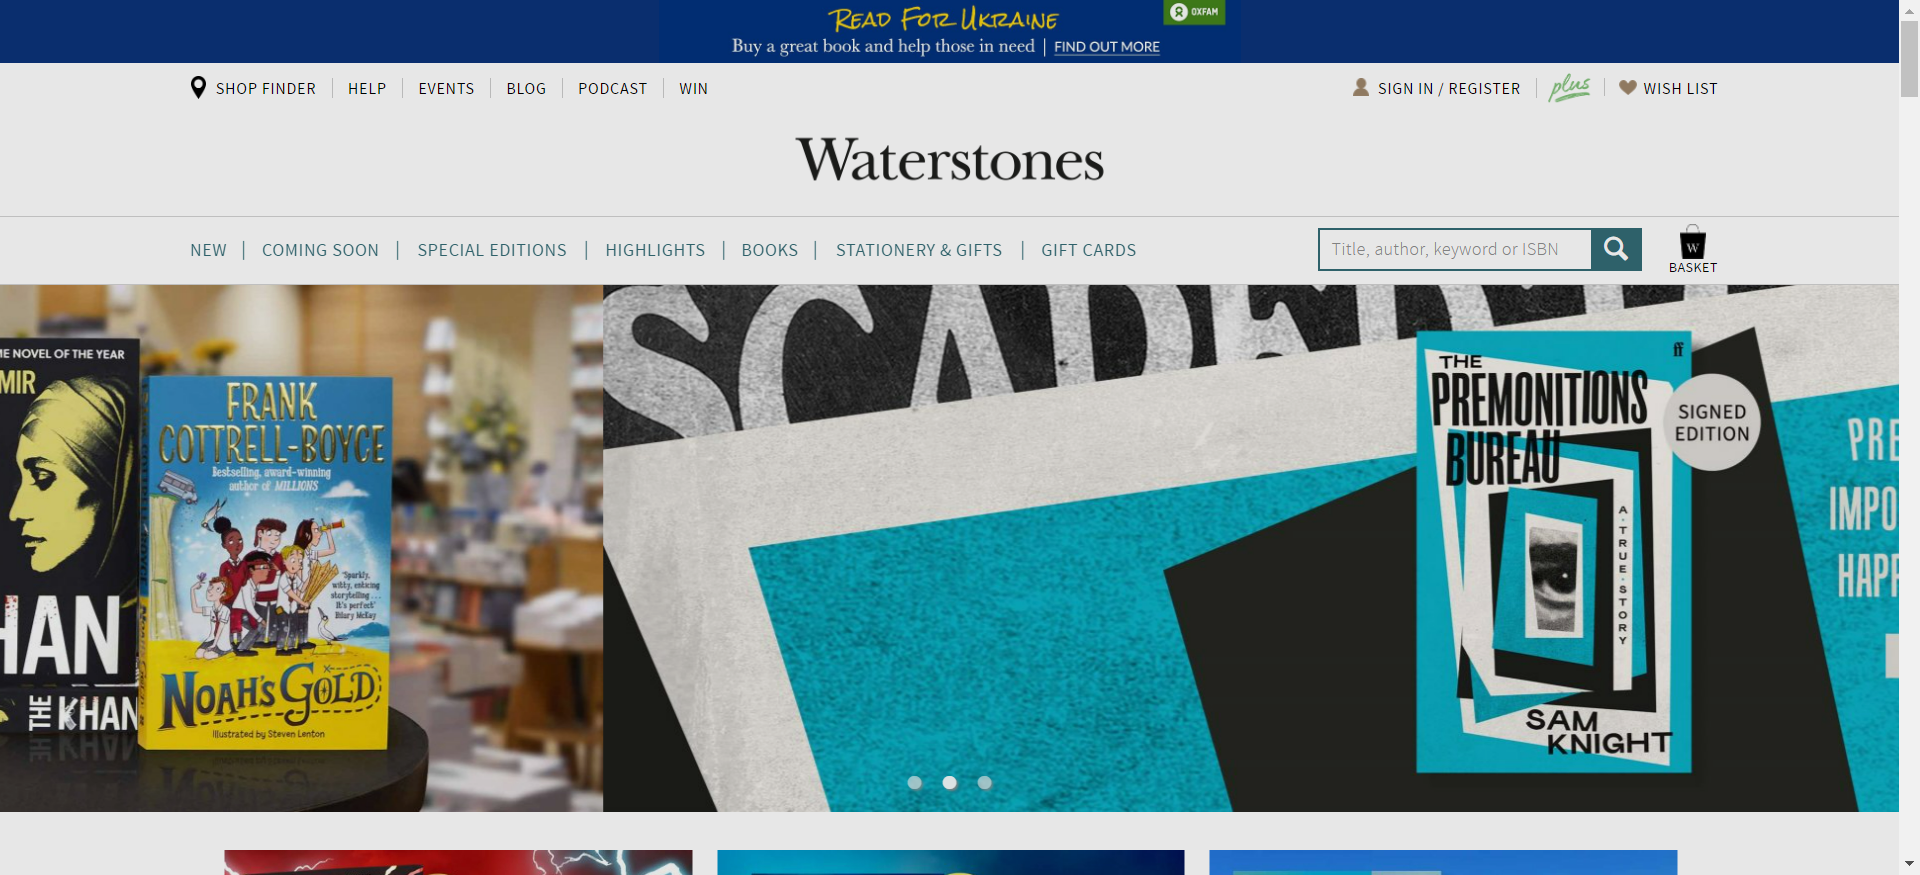 READ FOR UKRAINE
OXFAM
Buy a great book and help those in need | FIND OUT MORE
SHOP FINDER
HELP
EVENTS
BLOG
PODCAST
WIN
SIGN IN / REGISTER
plus
WISH LIST
Waterstones
NEW
COMING SOON
SPECIAL EDITIONS
HIGHLIGHTS
BOOKS
STATIONERY & GIFTS
GIFT CARDS
Title, author, keyword or ISBN
W
BASKET
NOVEL OF THE YEAR
MIR
HAN
THE KHAN
FRANK
COTTRELL-BOYCE
Bestselling, award-winning
author of MILLIONS
'Sparkly,
witty, enticing
storytelling...
It's perfect'
Hilary McKay
NOAH'S GOLD
Illustrated by Steven Lenton
ff
THE
PREMONITIONS
BUREAU
A·TRUE·STORY
SAM
KNIGHT
SIGNED
EDITION
PRE
IMPO
HAPP